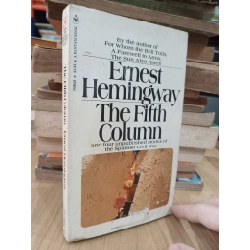 By the author of
For Whom the Bell Tolls,
A Farewell to Arms,
The Sun Also Rises
Ernest
Hemingway
The Fifth
Column
and four unpublished stories of
the Spanish Civil War